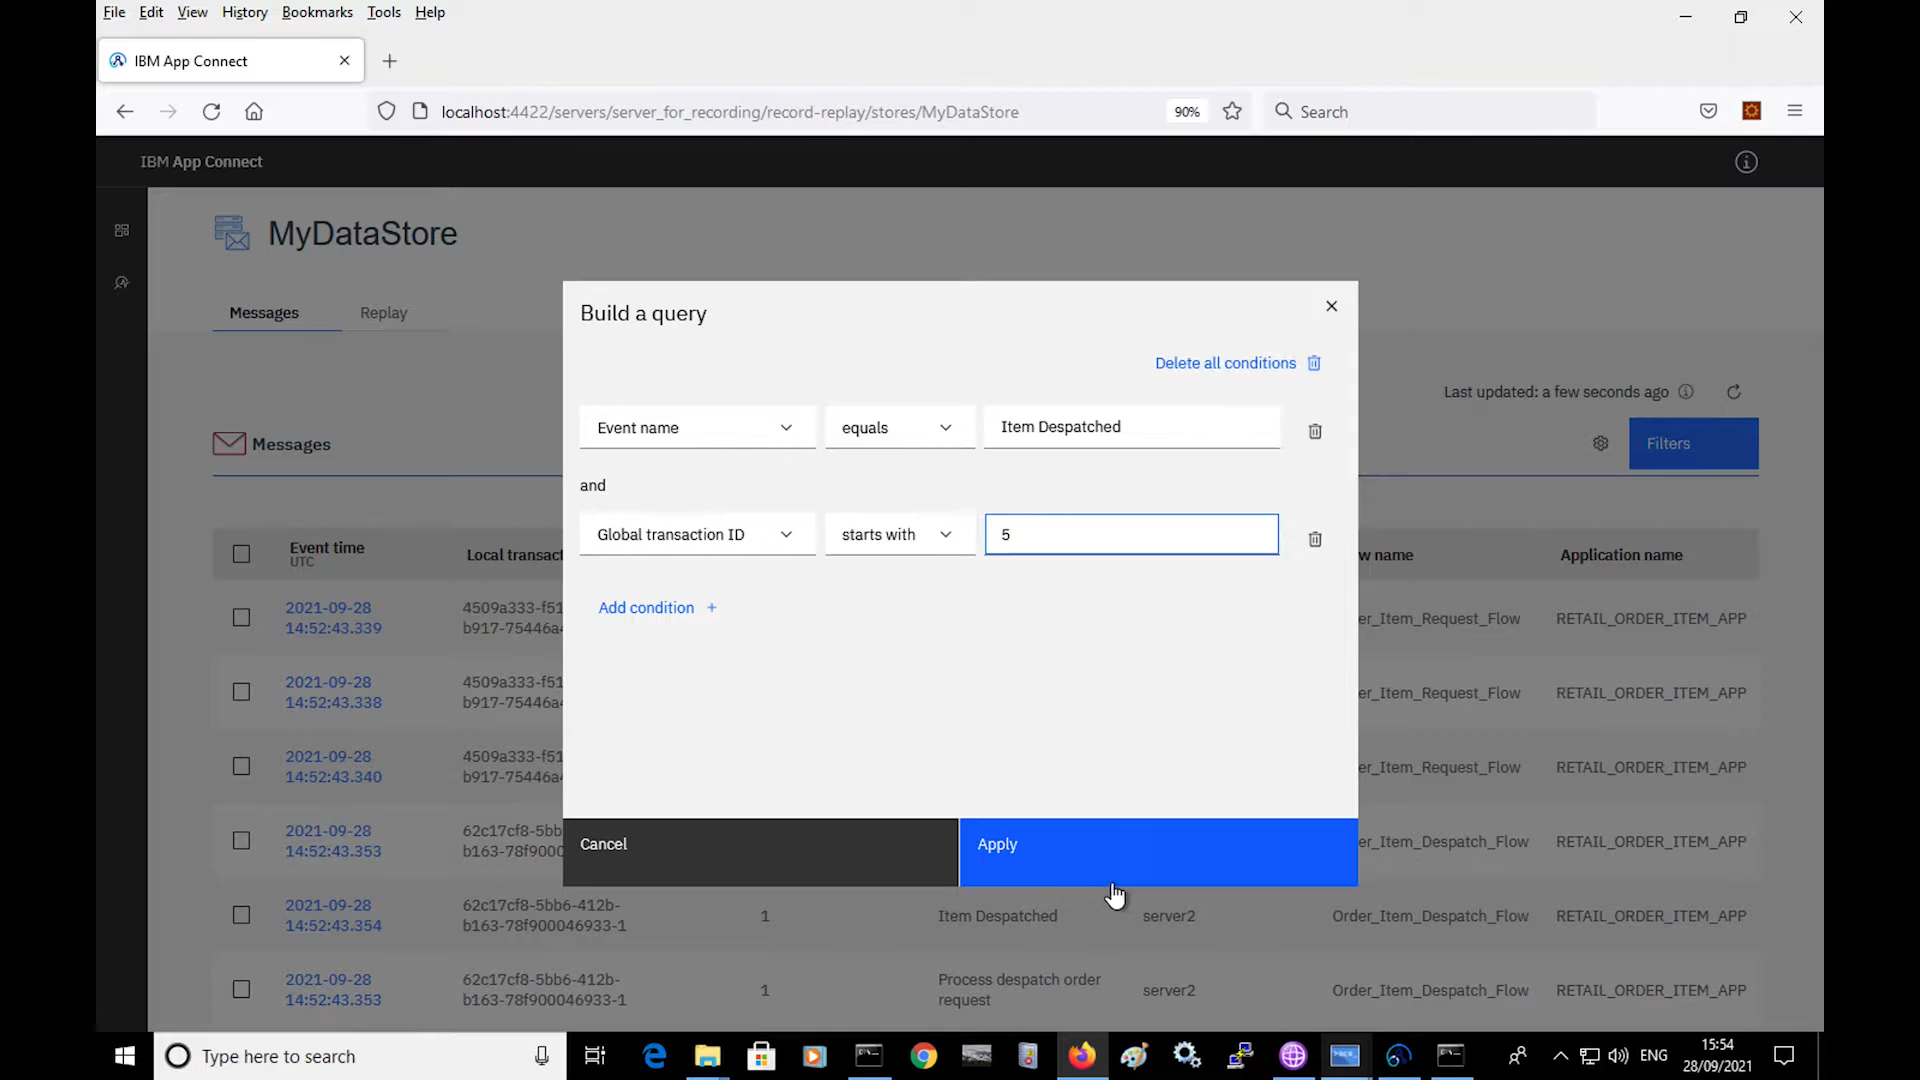 File Edit View History Bookmarks Tools Help
IBM App Connect
localhost:4422/servers/server_for_recording/record-replay/stores/MyDataStore
90%
Search
IBM App Connect
MyDataStore
Messages Replay
Build a query
Delete all conditions
Last updated: a few seconds ago
Event name equals Item Despatched
Messages
Filters
and
Global transaction ID starts with 5
Event time
UTC
Local transact
w name
Application name
Add condition +
2021-09-28
14:52:43.339
4509a333-f51
b917-75446a4
er_Item_Request_Flow
RETAIL_ORDER_ITEM_APP
2021-09-28
14:52:43.338
4509a333-f51
b917-75446a4
er_Item_Request_Flow
RETAIL_ORDER_ITEM_APP
2021-09-28
14:52:43.340
4509a333-f51
b917-75446a4
er_Item_Request_Flow
RETAIL_ORDER_ITEM_APP
2021-09-28
14:52:43.353
62c17cf8-5bb
b163-78f9000
er_Item_Despatch_Flow
RETAIL_ORDER_ITEM_APP
Cancel
Apply
2021-09-28
14:52:43.354
62c17cf8-5bb6-412b-
b163-78f900046933-1
1
Item Despatched
server2
Order_Item_Despatch_Flow
RETAIL_ORDER_ITEM_APP
2021-09-28
14:52:43.353
62c17cf8-5bb6-412b-
b163-78f900046933-1
1
Process despatch order
request
server2
Order_Item_Despatch_Flow
RETAIL_ORDER_ITEM_APP
Type here to search
ENG
15:54
28/09/2021